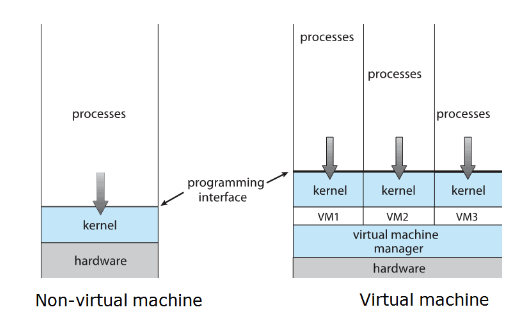 processes
programming
interface
kernel
hardware
Non-virtual machine
processes
processes
processes
kernel
kernel
kernel
VM1
VM2
VM3
virtual machine
manager
hardware
Virtual machine